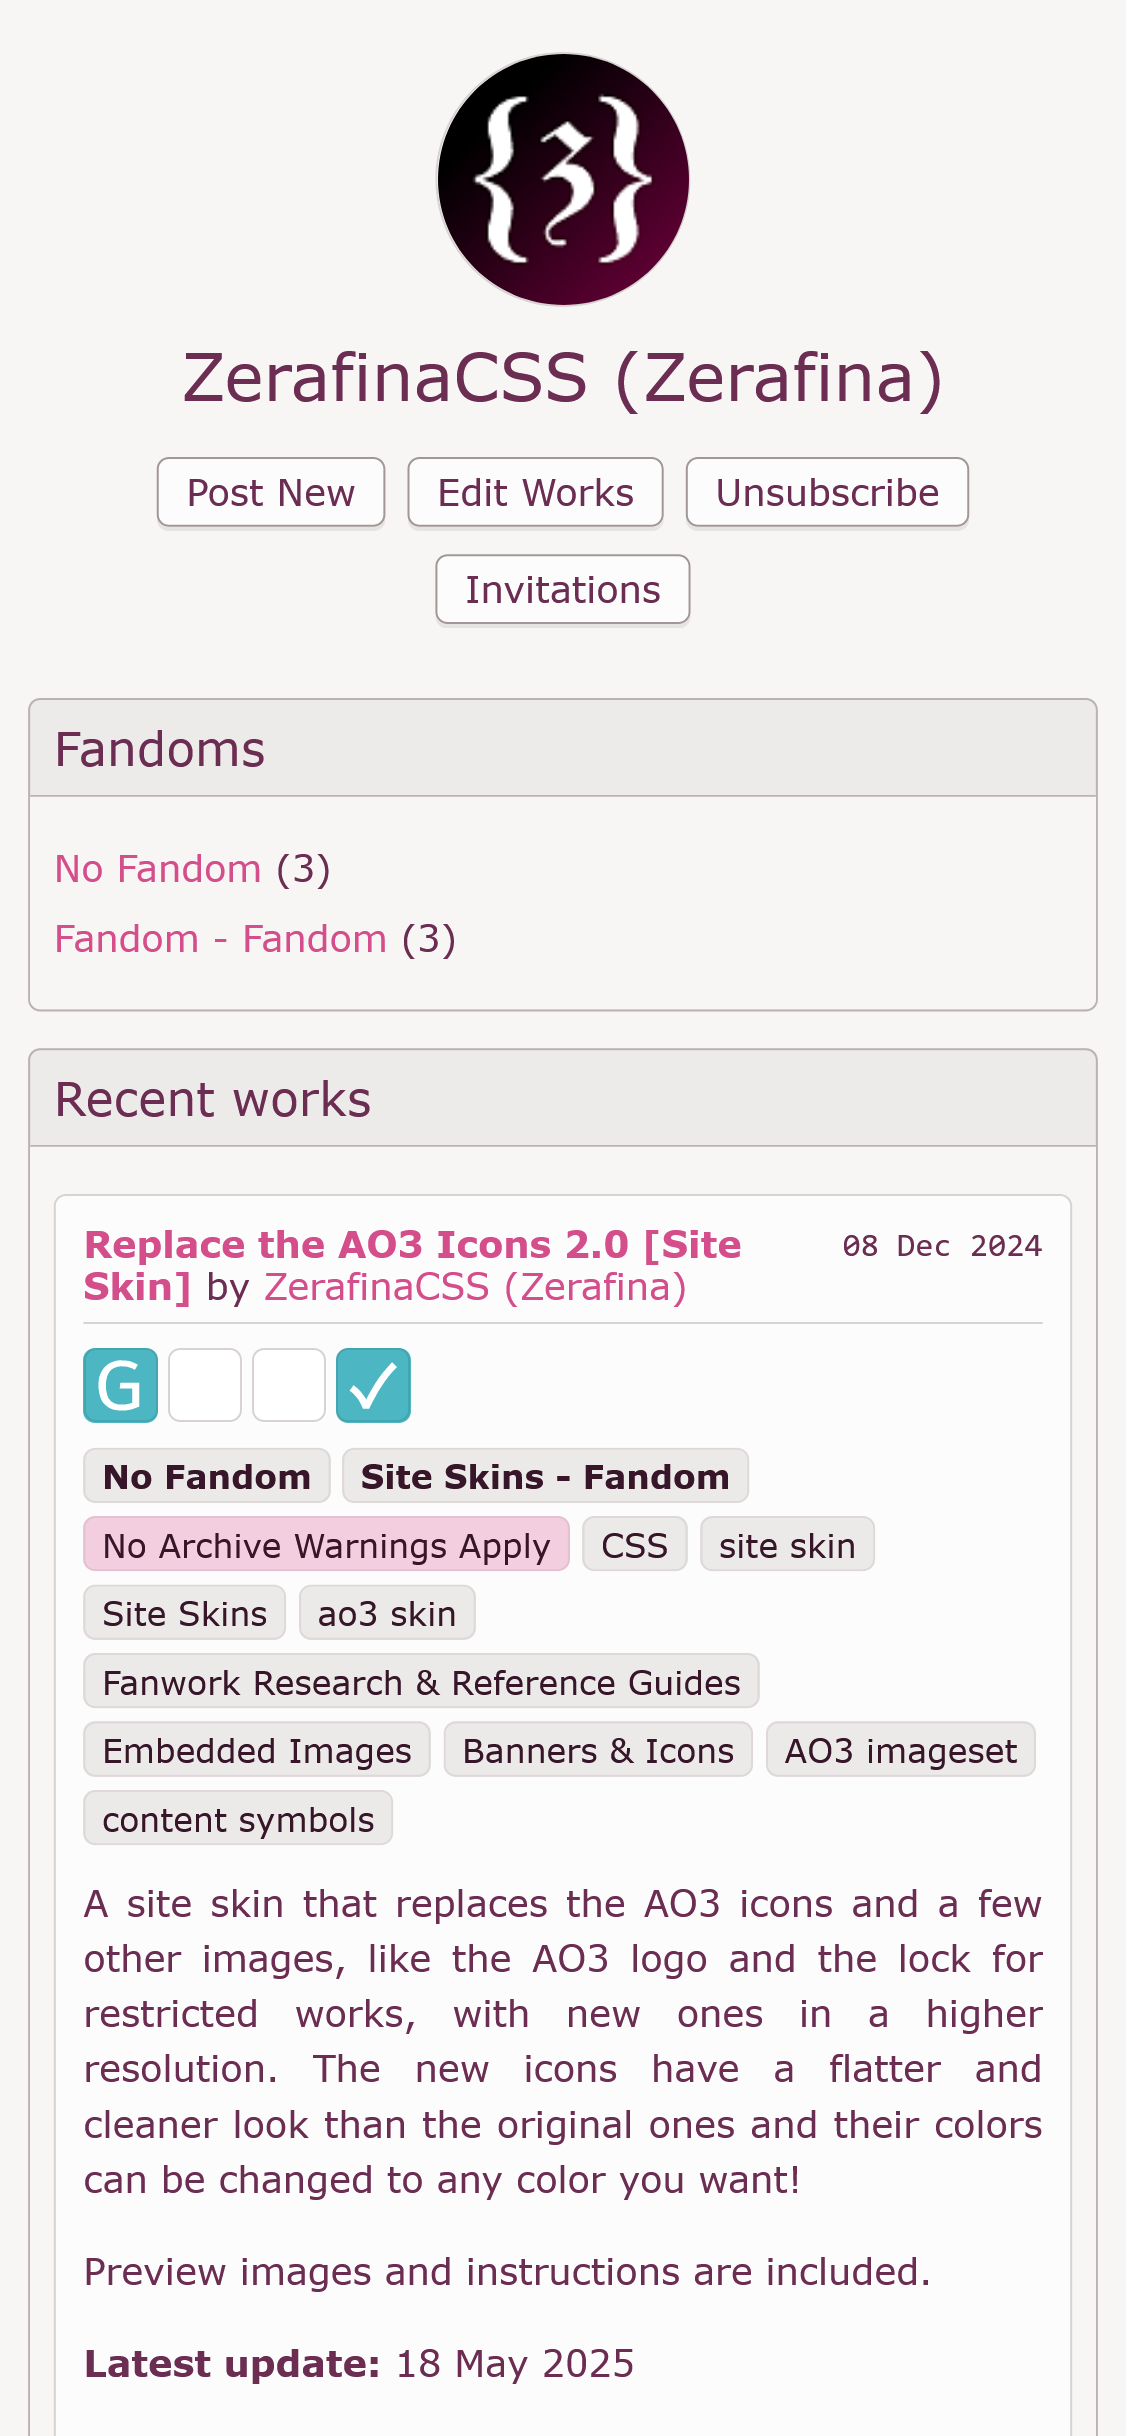 {3}
ZerafinaCSS (Zerafina)
Post New Edit Works Unsubscribe
Invitations
Fandoms
No Fandom (3)
Fandom - Fandom (3)
Recent works
Replace the AO3 Icons 2.0 [Site 08 Dec 2024
Skin] by ZerafinaCSS (Zerafina)
G ✓
No Fandom Site Skins - Fandom
No Archive Warnings Apply CSS site skin
Site Skins ao3 skin
Fanwork Research & Reference Guides
Embedded Images Banners & Icons AO3 imageset
content symbols
A site skin that replaces the AO3 icons and a few
other images, like the AO3 logo and the lock for
restricted works, with new ones in a higher
resolution. The new icons have a flatter and
cleaner look than the original ones and their colors
can be changed to any color you want!
Preview images and instructions are included.
Latest update: 18 May 2025